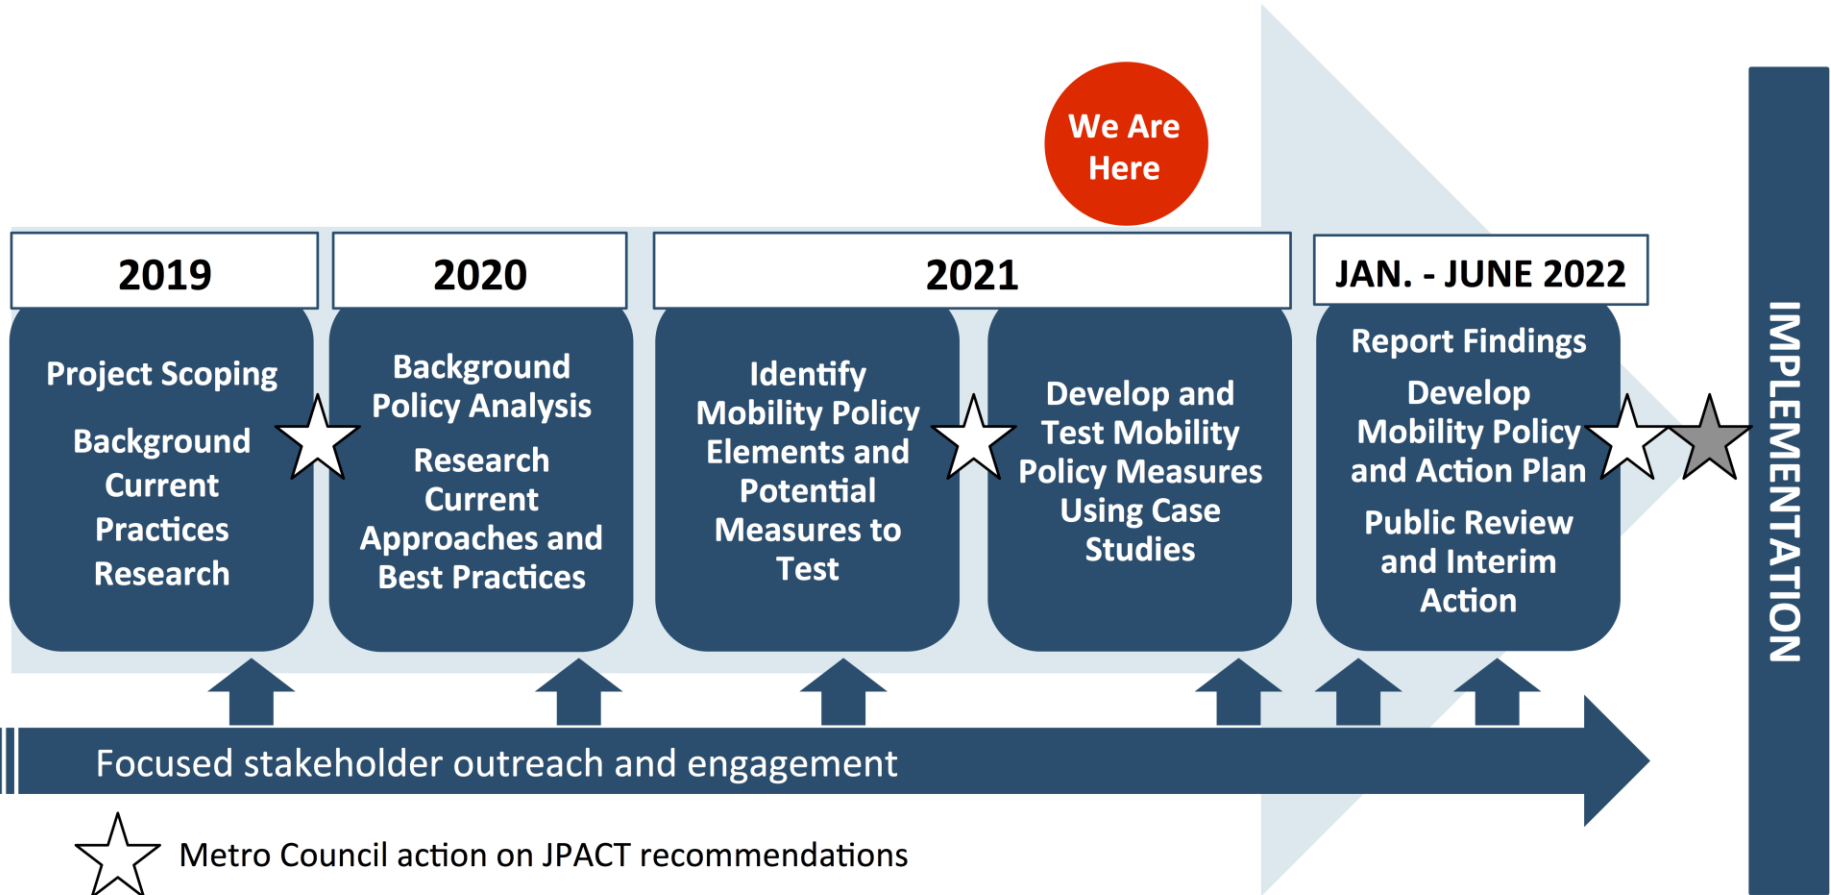 We Are
Here
2019
2020
2021
JAN. - JUNE 2022
Project Scoping
Background
Current
Practices
Research
Background
Policy Analysis
Research
Current
Approaches and
Best Practices
Identify
Mobility Policy
Elements and
Potential
Measures to
Test
Develop and
Test Mobility
Policy Measures
Using Case
Studies
Report Findings
Develop
Mobility Policy
and Action Plan
Public Review
and Interim
Action
IMPLEMENTATION
Focused stakeholder outreach and engagement
Metro Council action on JPACT recommendations